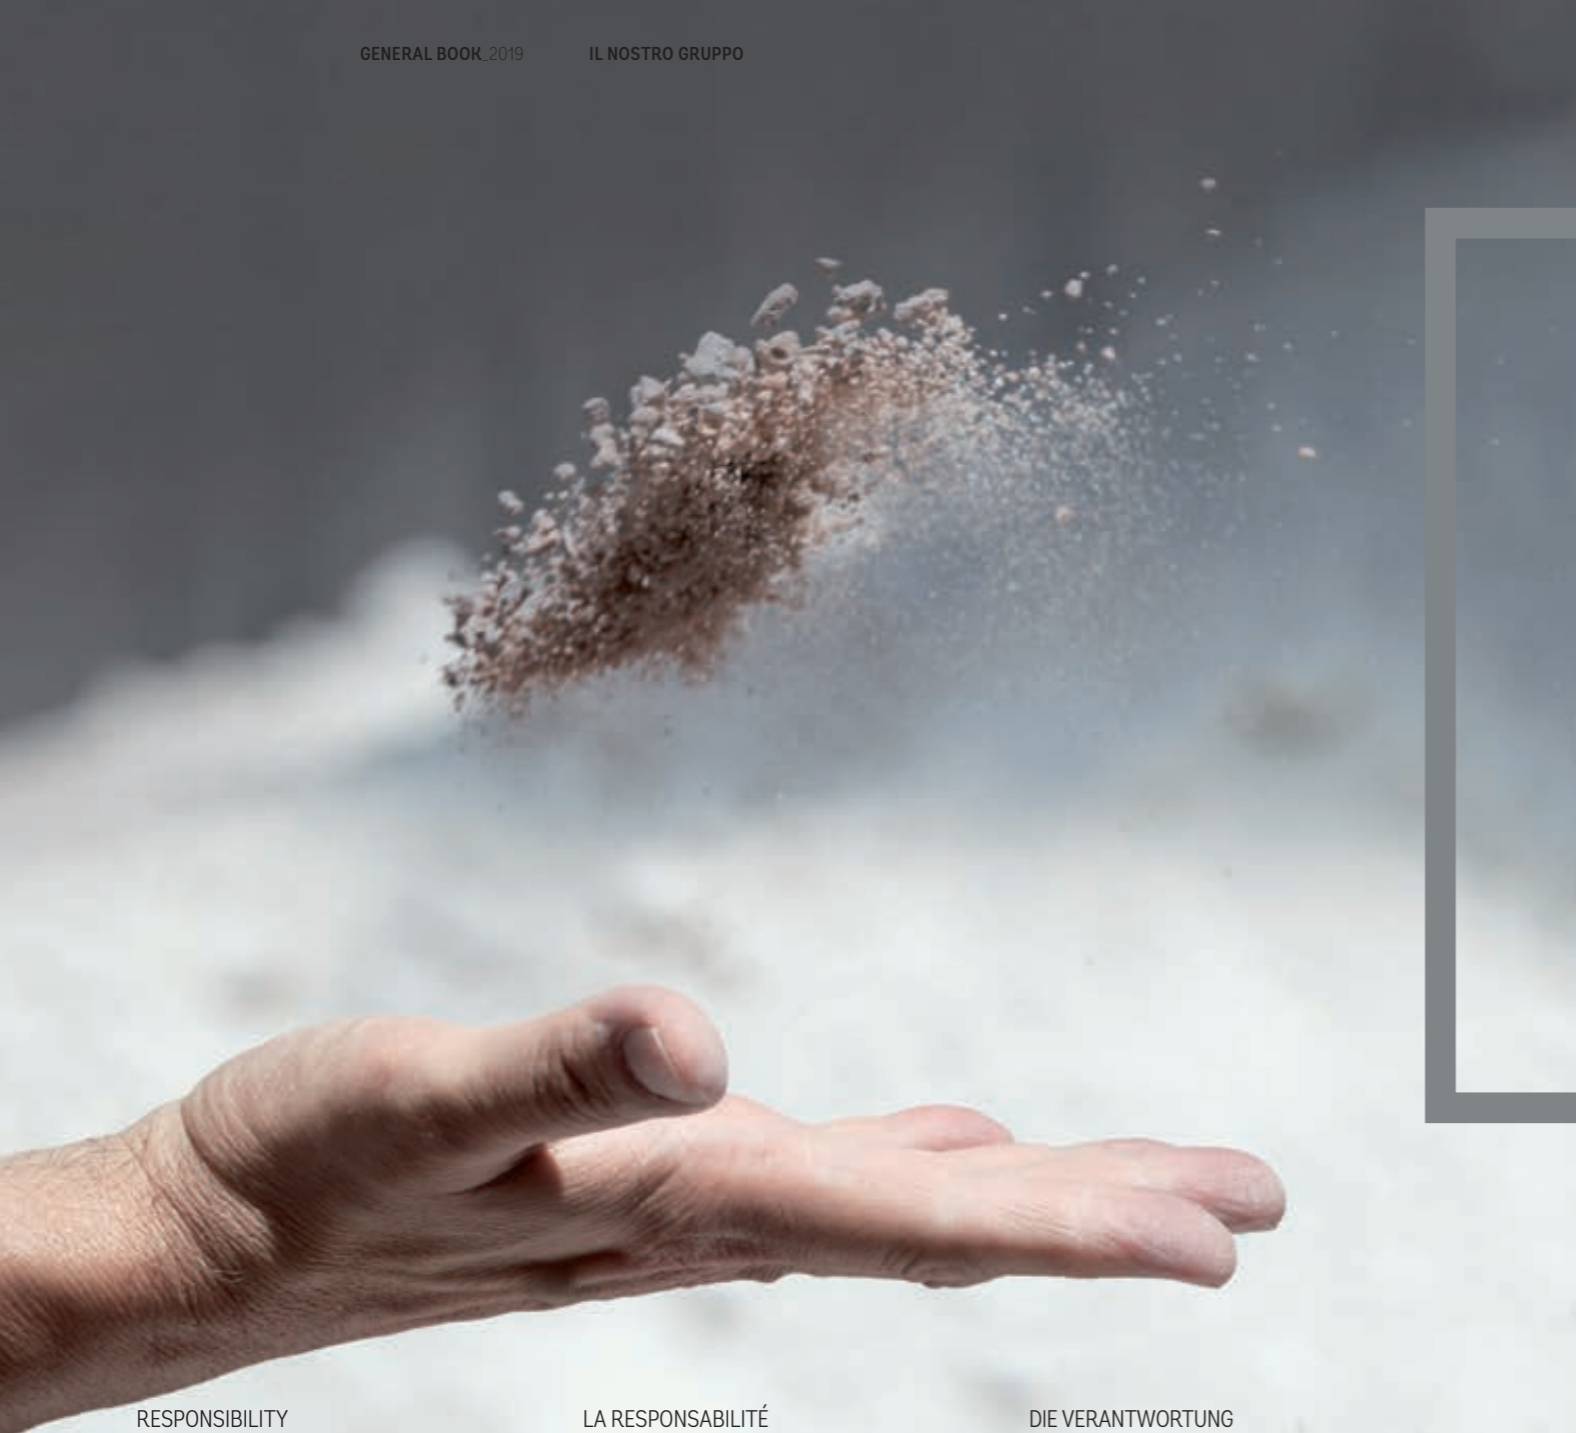 GENERAL BOOK_2019 IL NOSTRO GRUPPO
RESPONSIBILITY LA RESPONSABILITÉ DIE VERANTWORTUNG